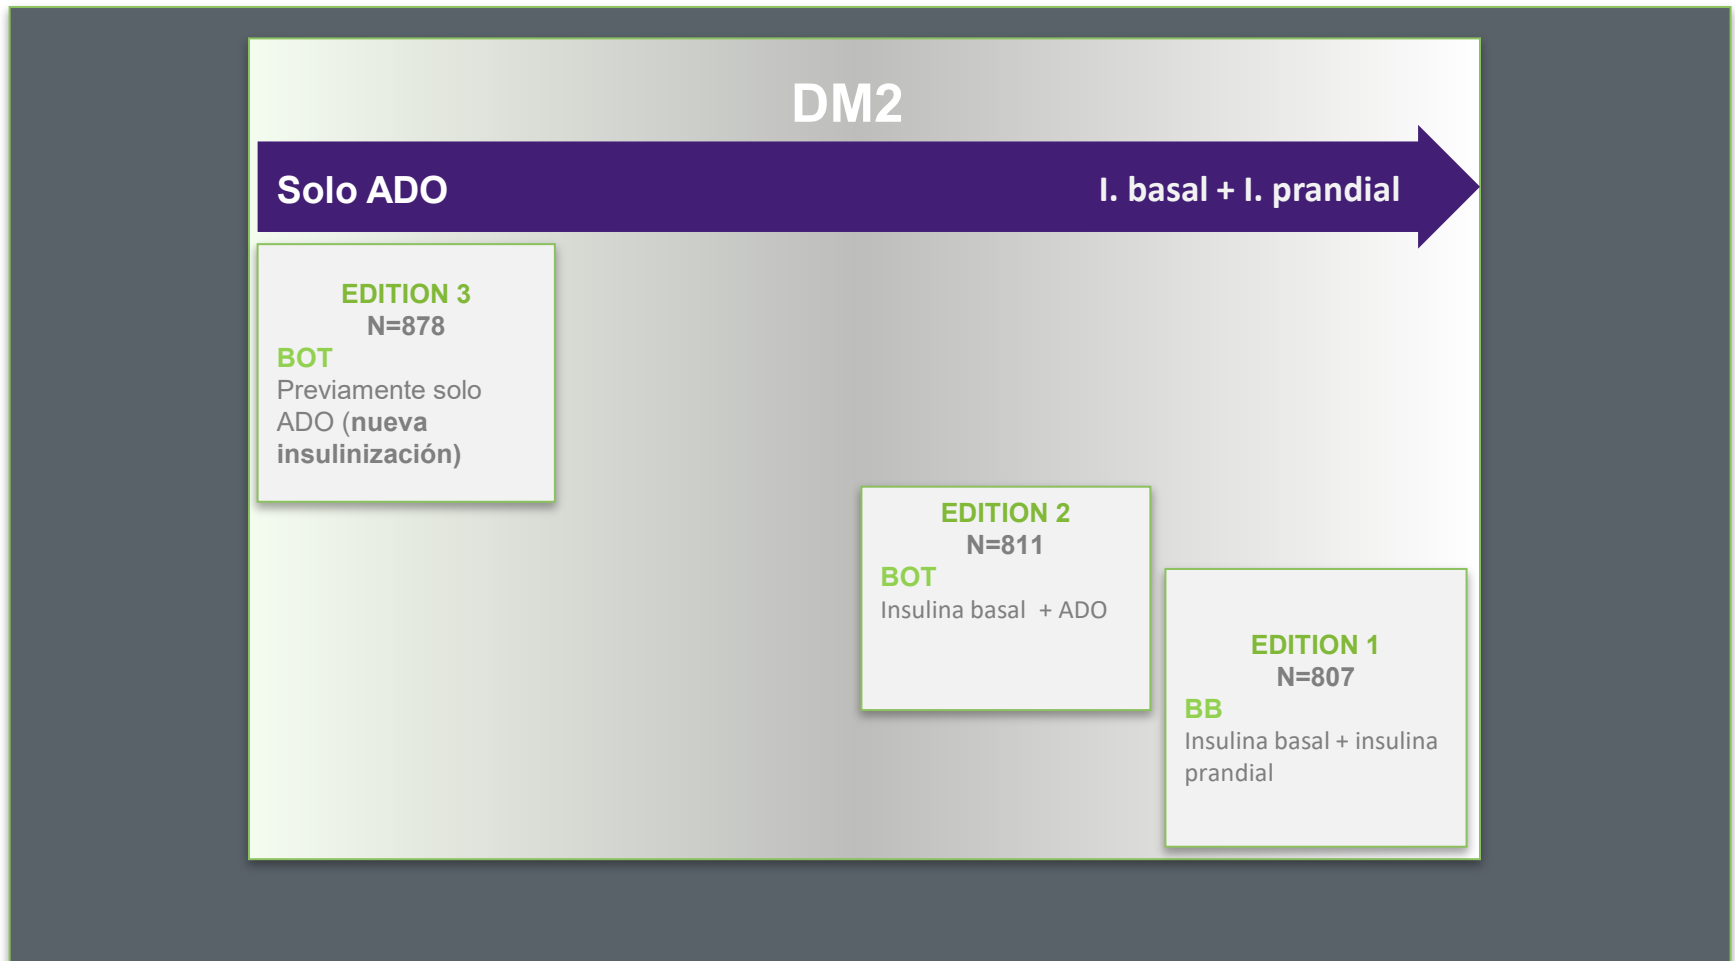 DM2
Solo ADO
I. basal + I. prandial
EDITION 3
N=878
BOT
Previamente solo
ADO (nueva
insulinización)
EDITION 2
N=811
BOT
Insulina basal + ADO
EDITION 1
N=807
BB
Insulina basal + insulina
prandial